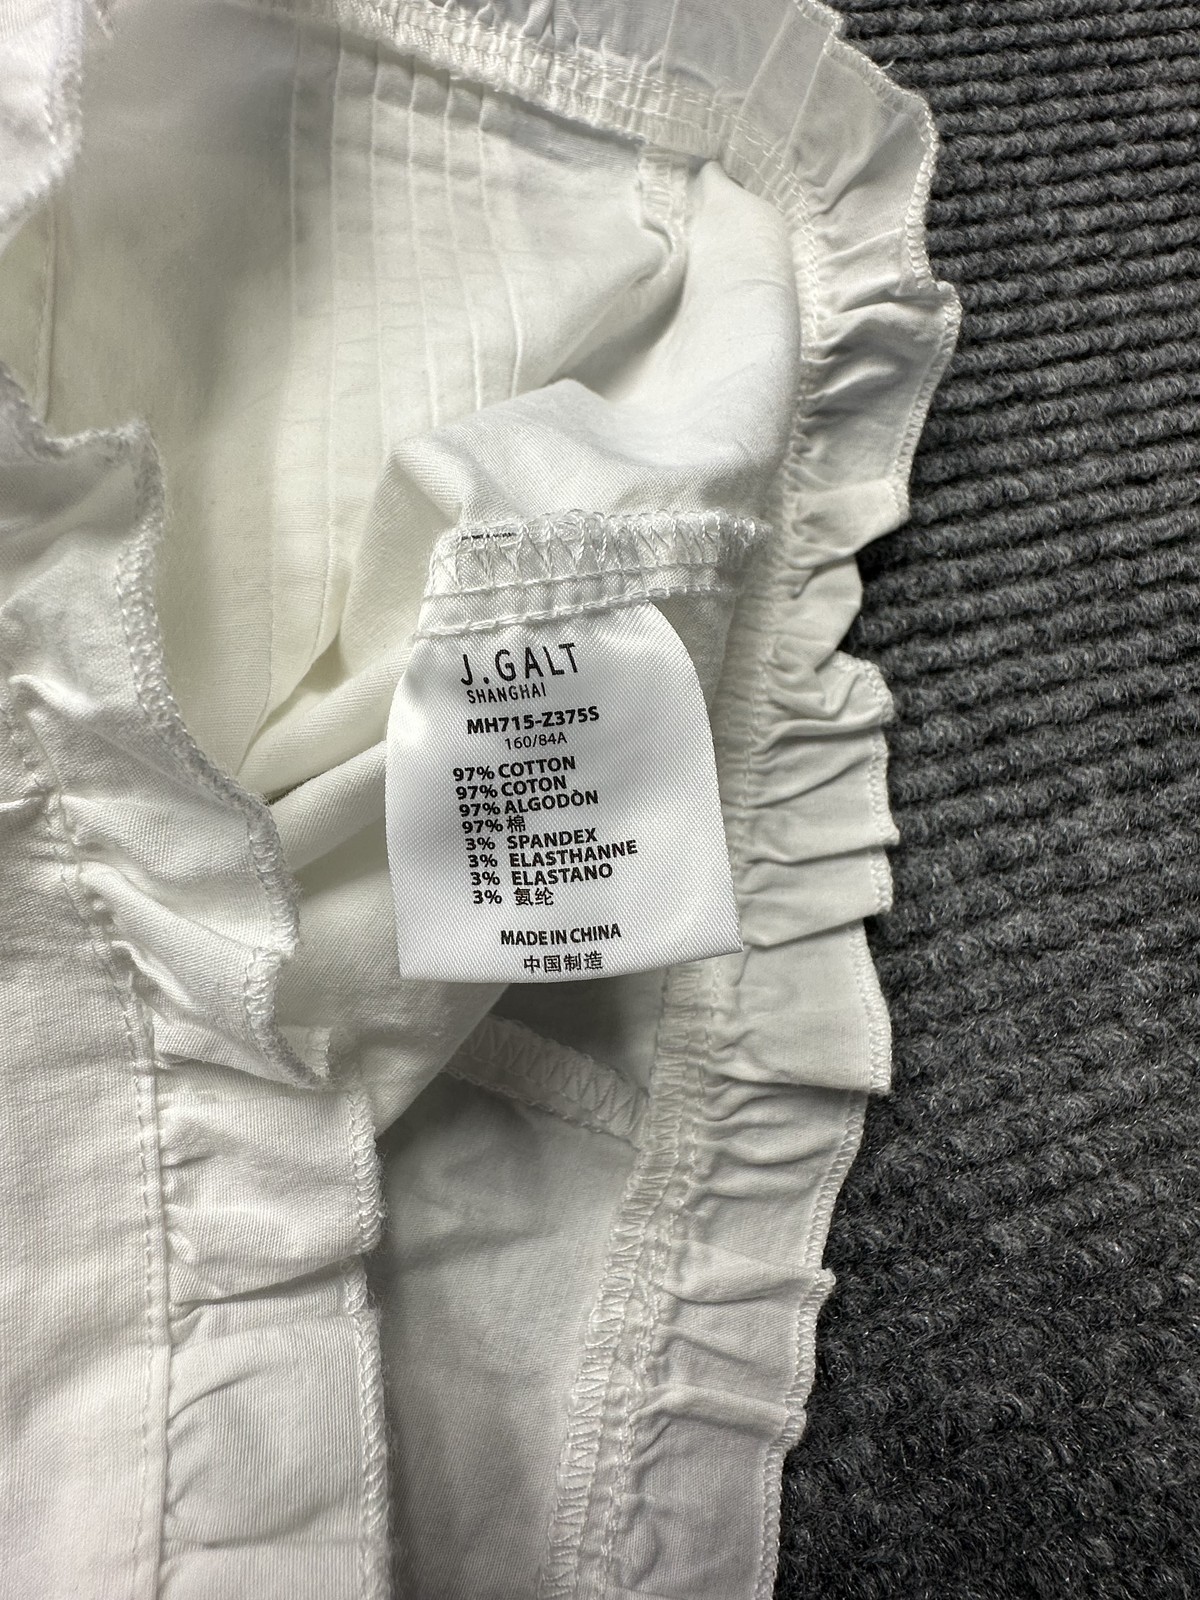 J.GALT
SHANGHAI
MH715-Z375S
160/84A
97% COTTON
97% COTON
97% ALGODÒN
97% 棉
3% SPANDEX
3% ELASTHANNE
3% ELASTANO
3% 氨纶
MADE IN CHINA
中国制造